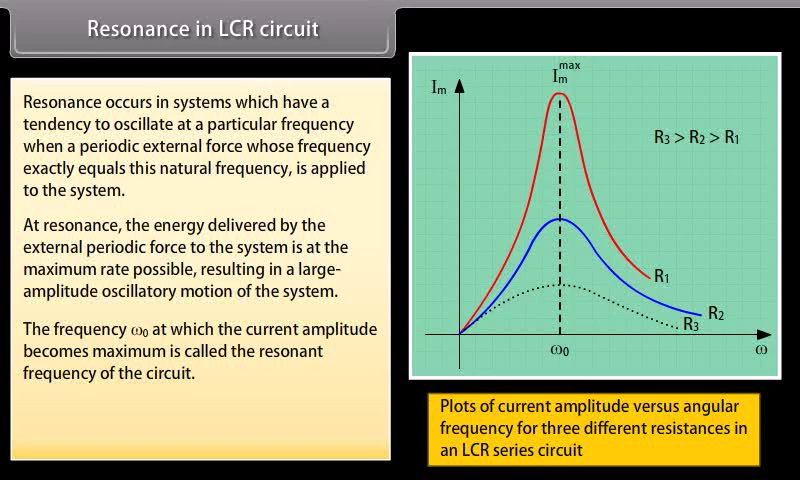 Resonance in LCR circuit
Resonance occurs in systems which have a
tendency to oscillate at a particular frequency
when a periodic external force whose frequency
exactly equals this natural frequency, is applied
to the system.
At resonance, the energy delivered by the
external periodic force to the system is at the
maximum rate possible, resulting in a large-
amplitude oscillatory motion of the system.
The frequency ω₀ at which the current amplitude
becomes maximum is called the resonant
frequency of the circuit.
Iₘ
Iₘ max
R₃ > R₂ > R₁
R₁
R₂
R₃
ω₀
ω
Plots of current amplitude versus angular
frequency for three different resistances in
an LCR series circuit